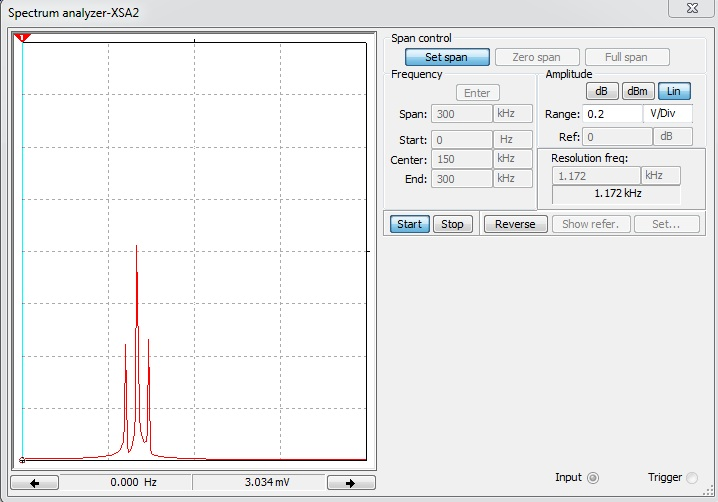 Spectrum analyzer-XSA2
1
Span control
Set span Zero span Full span
Frequency
Enter
Span: 300 kHz
Start: 0 Hz
Center: 150 kHz
End: 300 kHz
Amplitude
dB dBm Lin
Range: 0.2 V/Div
Ref: 0 dB
Resolution freq:
1.172 kHz
1.172 kHz
Start Stop Reverse Show refer. Set...
0.000 Hz 3.034 mV
Input Trigger